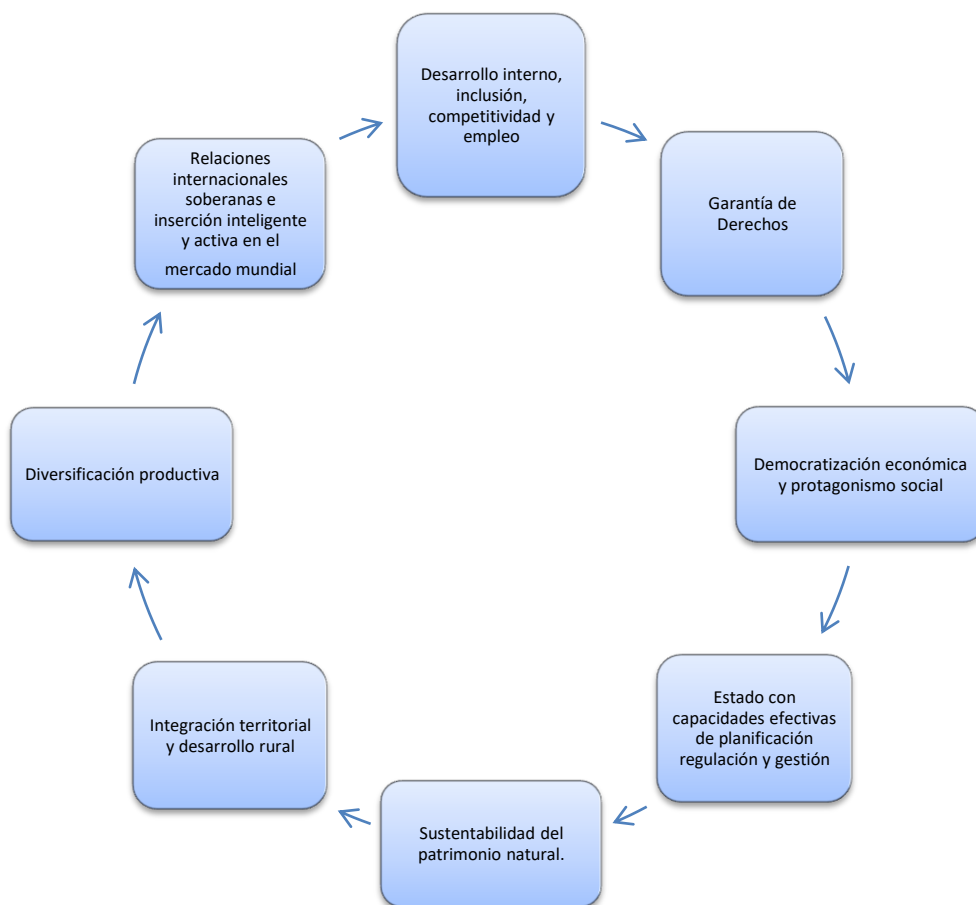 Desarrollo interno,
inclusión,
competitividad y
empleo
Garantía de
Derechos
Democratización económica
y protagonismo social
Estado con
capacidades efectivas
de planificación
regulación y gestión
Sustentabilidad del
patrimonio natural.
Integración territorial
y desarrollo rural
Diversificación productiva
Relaciones
internacionales
soberanas e
inserción inteligente
y activa en el
mercado mundial